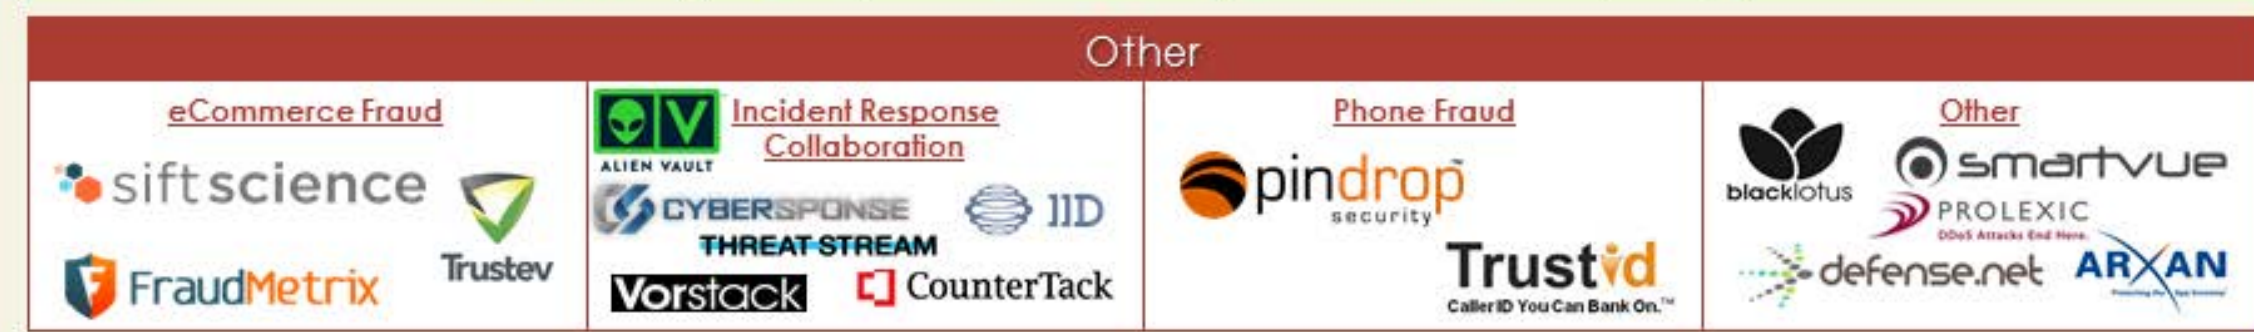 Other
eCommerce Fraud
siftscience
Trustev
FraudMetrix
ALIEN VAULT
Incident Response
Collaboration
CYBERSPONSE
IID
THREAT STREAM
Vorstack
CounterTack
Phone Fraud
pindrop
security
Trustid
Caller ID You Can Bank On.™
Other
blacklotus
smartvue
PROLEXIC
DDoS Attacks End Here.
defense.net
ARXAN